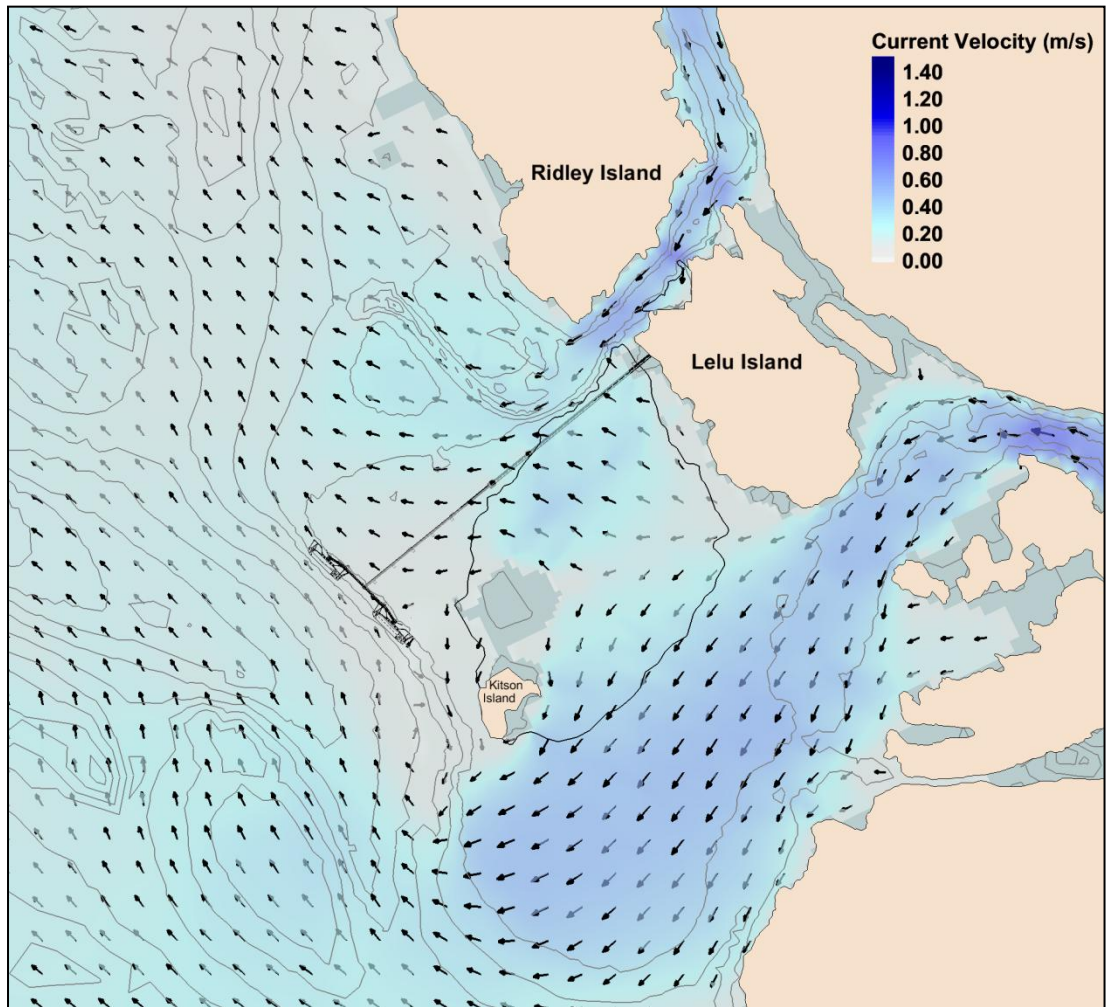 Current Velocity (m/s)
1.40
1.20
1.00
0.80
0.60
0.40
0.20
0.00
Ridley Island
Lelu Island
Kitson
Island